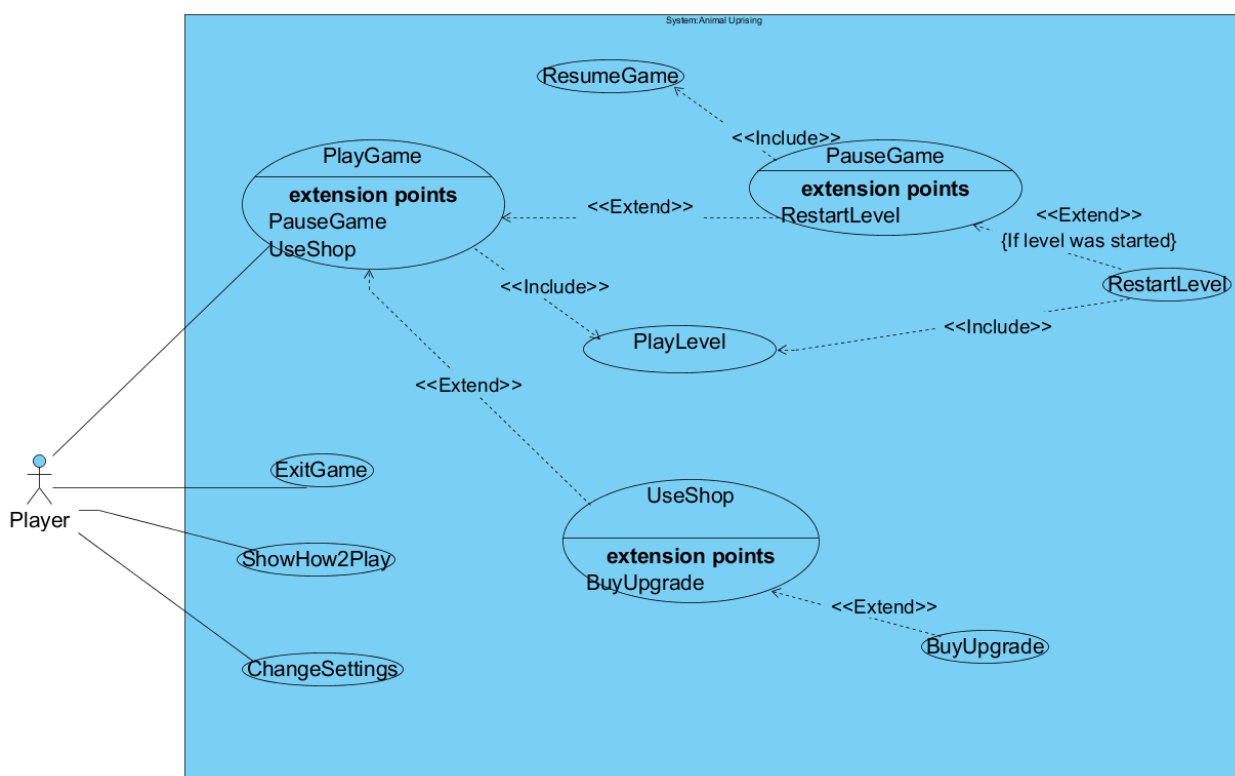 System:Animal Uprising
ResumeGame
<<Include>>
PlayGame
extension points
PauseGame
UseShop
PauseGame
extension points
RestartLevel
<<Extend>>
<<Extend>>
{If level was started}
RestartLevel
<<Include>>
<<Include>>
PlayLevel
<<Extend>>
Player
ExitGame
ShowHow2Play
ChangeSettings
UseShop
extension points
BuyUpgrade
<<Extend>>
BuyUpgrade